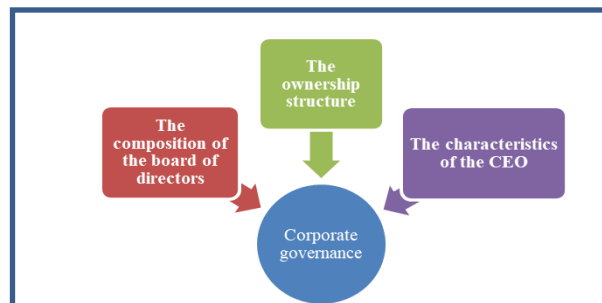 The
ownership
structure
The
composition of
the board of
directors
The characteristics
of the CEO
Corporate
governance